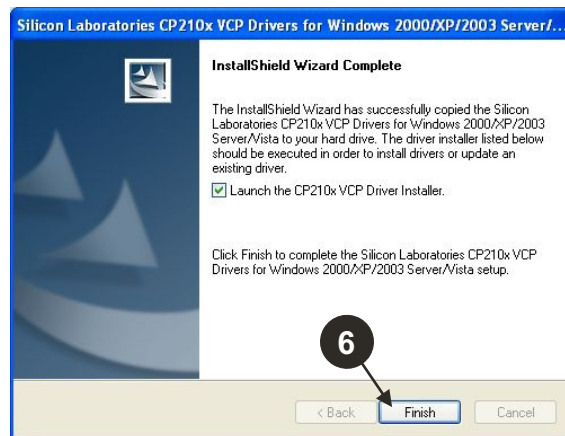 Silicon Laboratories CP210x VCP Drivers for Windows 2000/XP/2003 Server/...
InstallShield Wizard Complete
The InstallShield Wizard has successfully copied the Silicon
Laboratories CP210x VCP Drivers for Windows 2000/XP/2003
Server/Vista to your hard drive. The driver installer listed below
should be executed in order to install drivers or update an
existing driver.
Launch the CP210x VCP Driver Installer.
Click Finish to complete the Silicon Laboratories CP210x VCP
Drivers for Windows 2000/XP/2003 Server/Vista setup.
6
< Back Finish Cancel